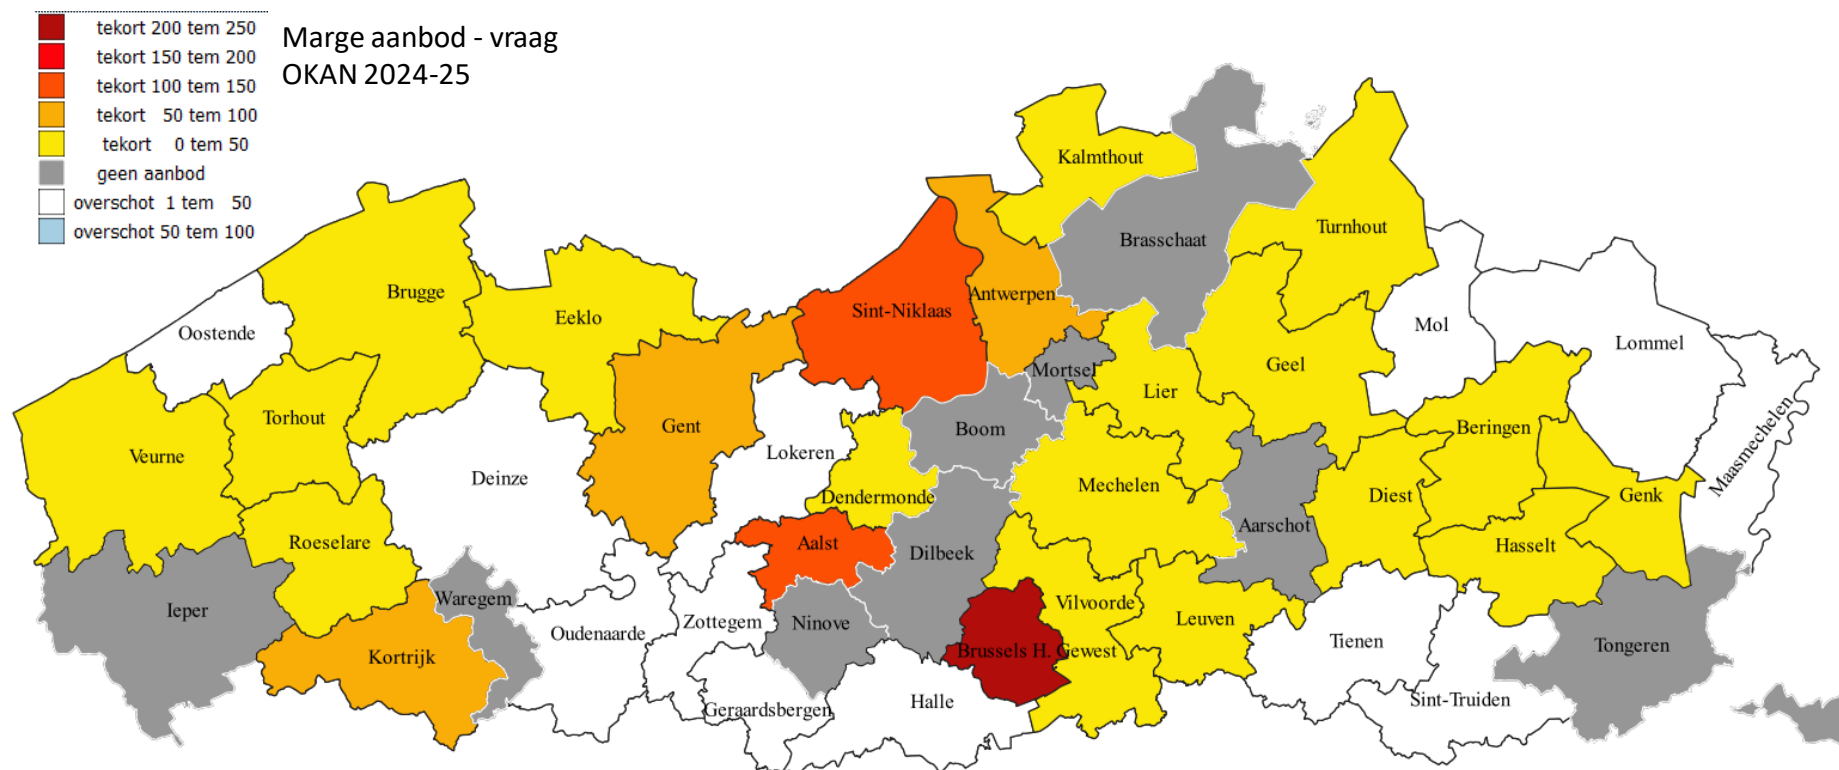 tekort 200 tem 250
tekort 150 tem 200
tekort 100 tem 150
tekort 50 tem 100
tekort 0 tem 50
geen aanbod
overschot 1 tem 50
overschot 50 tem 100
Marge aanbod - vraag
OKAN 2024-25
Kalmthout
Brasschaat
Turnhout
Brugge
Antwerpen
Sint-Niklaas
Eeklo
Oostende
Mol
Lommel
Mortsel
Geel
Lier
Torhout
Gent
Boom
Beringen
Maasmechelen
Veurne
Deinze
Lokeren
Dendermonde
Mechelen
Diest
Genk
Aarschot
Roeselare
Aalst
Dilbeek
Hasselt
Ieper
Waregem
Oudenaarde
Zottegem
Ninove
Vilvoorde
Leuven
Tienen
Tongeren
Kortrijk
Brussels H. Gewest
Geraardsbergen
Halle
Sint-Truiden